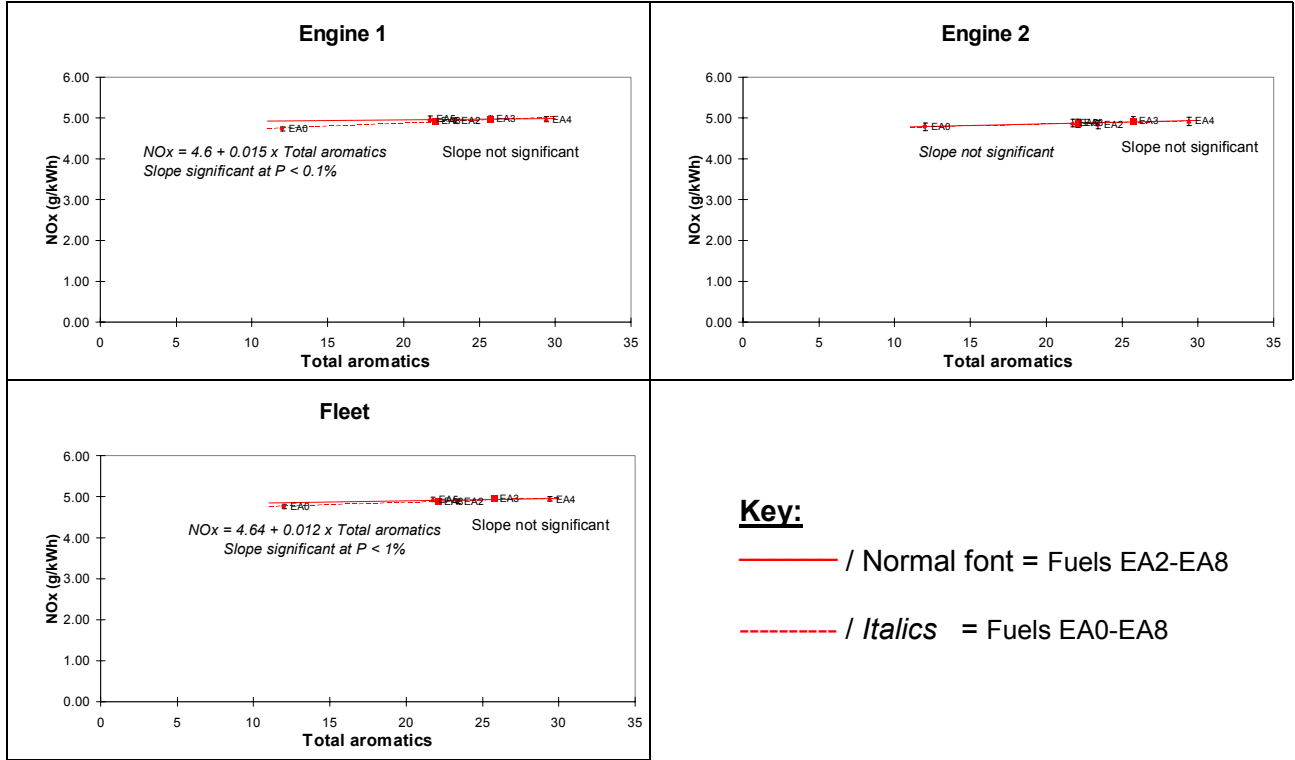 Engine 1
6.00
5.00
4.00
3.00
2.00
1.00
0.00
NOx (g/kWh)
EA0
EA5
EA2
EA3
EA4
NOx = 4.6 + 0.015 x Total aromatics
Slope significant at P < 0.1%
Slope not significant
0 5 10 15 20 25 30 35
Total aromatics
Engine 2
6.00
5.00
4.00
3.00
2.00
1.00
0.00
NOx (g/kWh)
EA0
EA2
EA3
EA4
Slope not significant
Slope not significant
0 5 10 15 20 25 30 35
Total aromatics
Fleet
6.00
5.00
4.00
3.00
2.00
1.00
0.00
NOx (g/kWh)
EA0
EA5
EA2
EA3
EA4
NOx = 4.64 + 0.012 x Total aromatics
Slope significant at P < 1%
Slope not significant
0 5 10 15 20 25 30 35
Total aromatics
Key:
/ Normal font = Fuels EA2-EA8
/ Italics = Fuels EA0-EA8